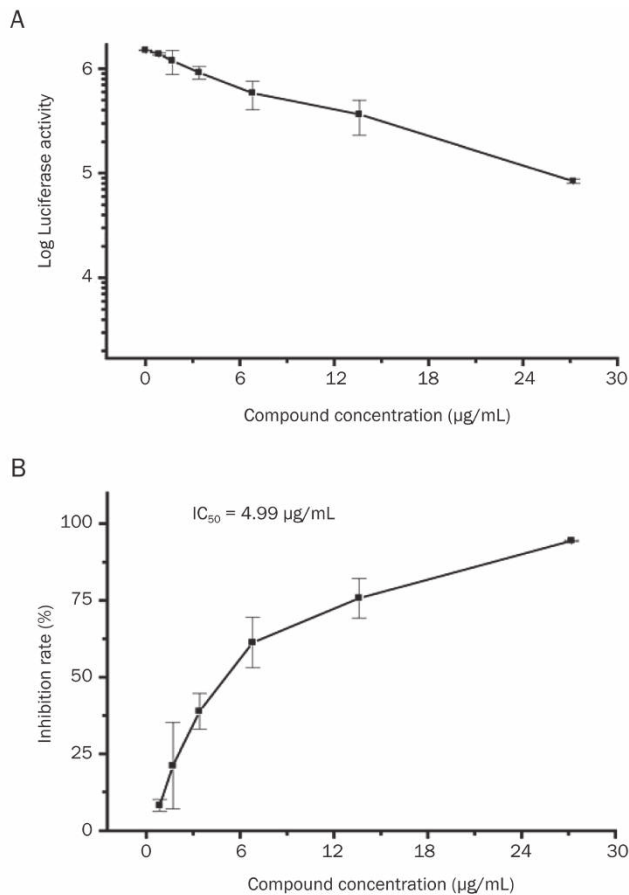 A
Log Luciferase activity
6
5
4
0 6 12 18 24 30
Compound concentration (µg/mL)
B
IC50 = 4.99 µg/mL
Inhibition rate (%)
100
75
50
25
0
0 6 12 18 24 30
Compound concentration (µg/mL)